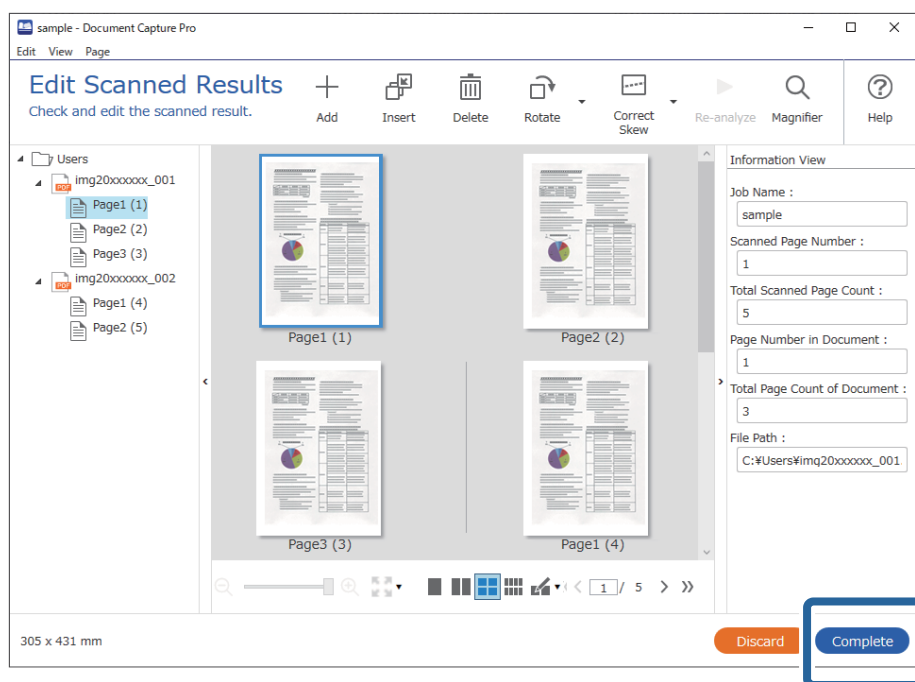 sample - Document Capture Pro
Edit View Page
Edit Scanned Results
Check and edit the scanned result.
Add
Insert
Delete
Rotate
Correct
Skew
Re-analyze
Magnifier
Help
Users
img20xxxxxx_001
PDF
Page1 (1)
Page2 (2)
Page3 (3)
img20xxxxxx_002
PDF
Page1 (4)
Page2 (5)
Page1 (1)
Page2 (2)
Page3 (3)
Page1 (4)
1 / 5
Information View
Job Name :
sample
Scanned Page Number :
1
Total Scanned Page Count :
5
Page Number in Document :
1
Total Page Count of Document :
3
File Path :
C:¥Users¥img20xxxxxx_001
305 x 431 mm
Discard
Complete